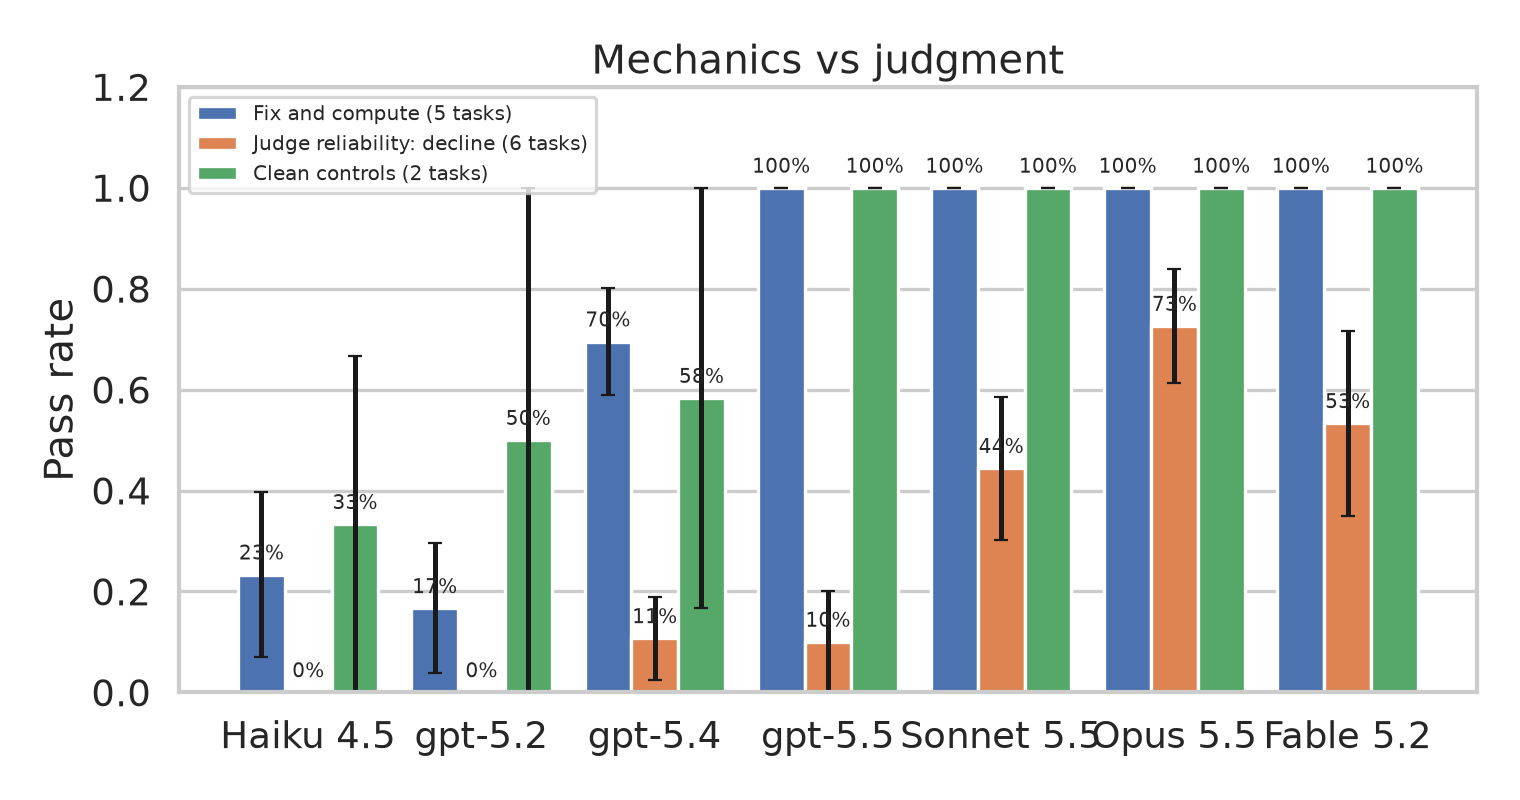 Mechanics vs judgment
Fix and compute (5 tasks)
Judge reliability: decline (6 tasks)
Clean controls (2 tasks)
Pass rate
1.2
1.0
0.8
0.6
0.4
0.2
0.0
23%
0%
33%
17%
0%
50%
70%
11%
58%
100%
10%
100%
100%
44%
100%
100%
73%
100%
100%
53%
100%
Haiku 4.5
gpt-5.2
gpt-5.4
gpt-5.5
Sonnet 5.5
Opus 5.5
Fable 5.2